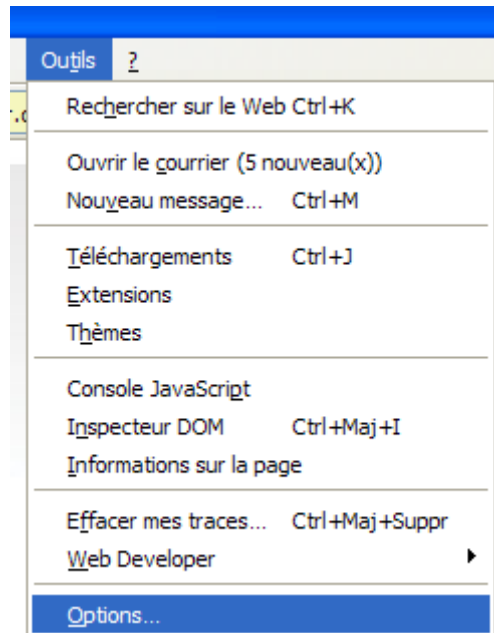 Outils ?
Rechercher sur le Web Ctrl+K
Ouvrir le courrier (5 nouveau(x))
Nouveau message... Ctrl+M
Téléchargements Ctrl+J
Extensions
Thèmes
Console JavaScript
Inspecteur DOM Ctrl+Maj+I
Informations sur la page
Effacer mes traces... Ctrl+Maj+Suppr
Web Developer
Options...